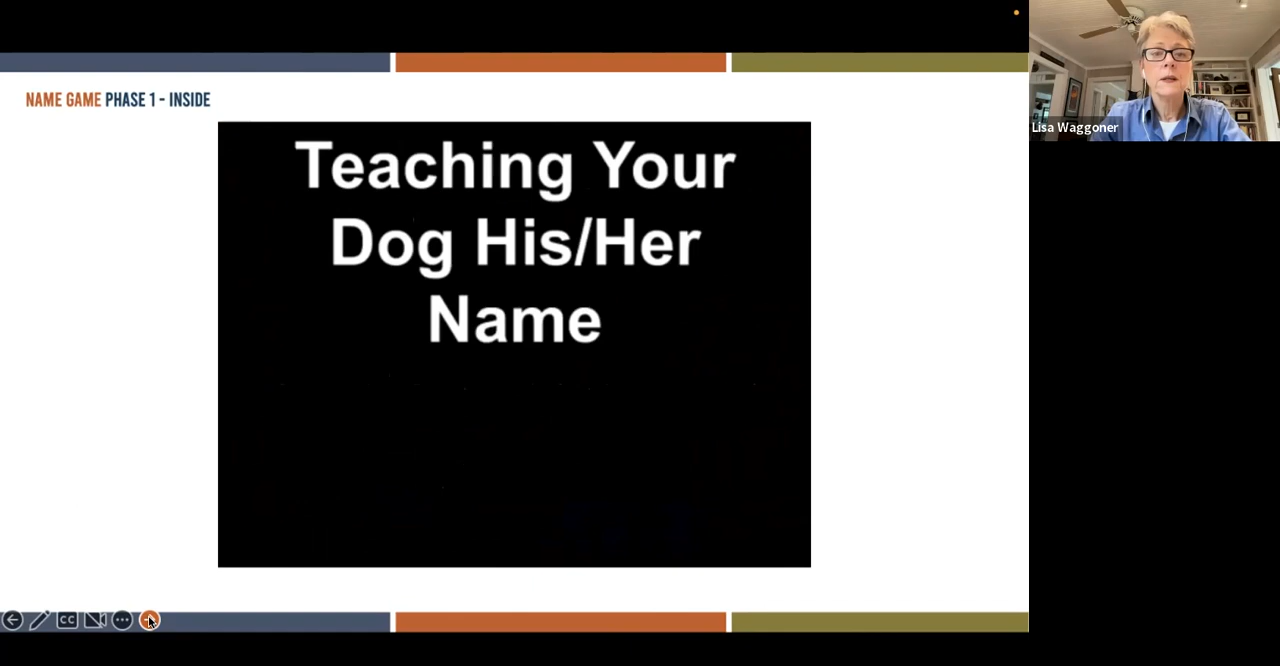 NAME GAME PHASE 1 - INSIDE
Teaching Your
Dog His/Her
Name
Lisa Waggoner
CC